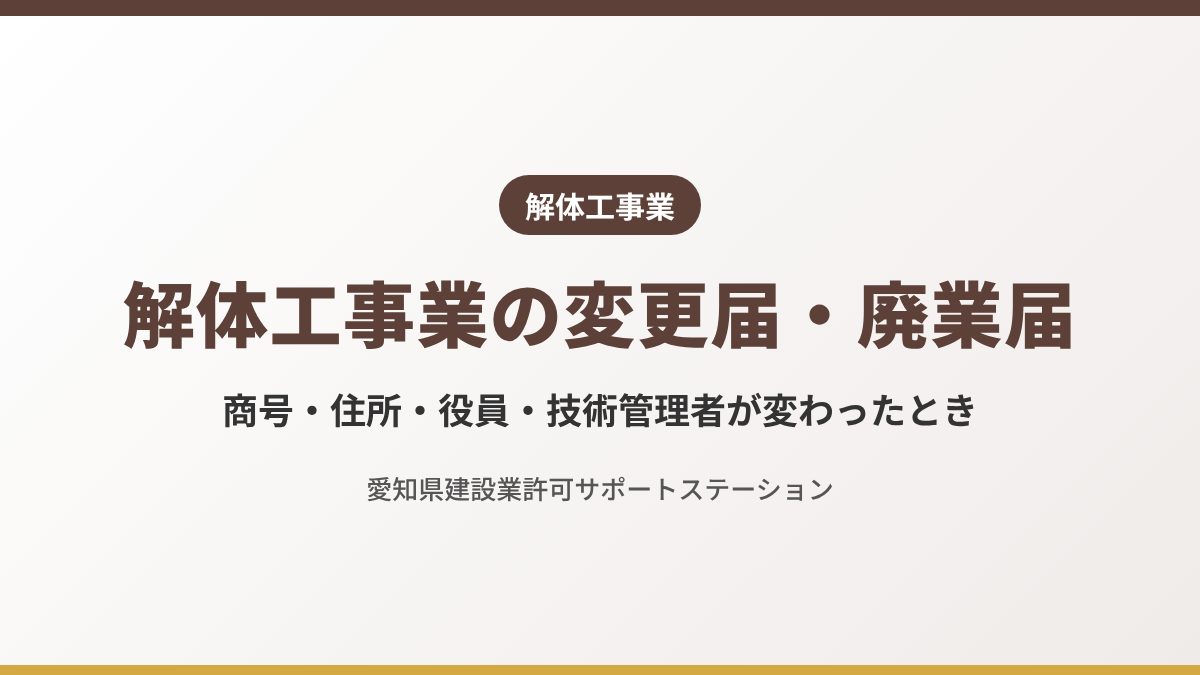 解体工事業
解体工事業の変更届・廃業届
商号・住所・役員・技術管理者が変わったとき
愛知県建設業許可サポートステーション